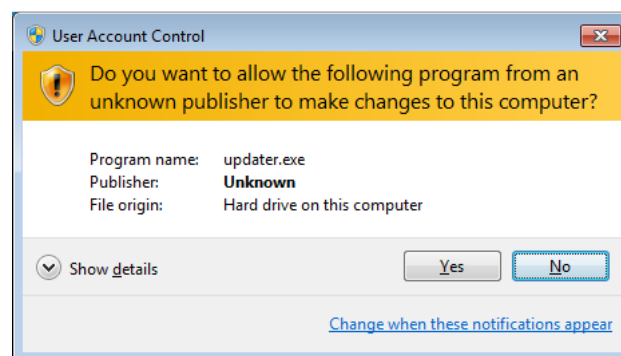 User Account Control
Do you want to allow the following program from an
unknown publisher to make changes to this computer?
Program name: updater.exe
Publisher: Unknown
File origin: Hard drive on this computer
Show details
Yes
No
Change when these notifications appear